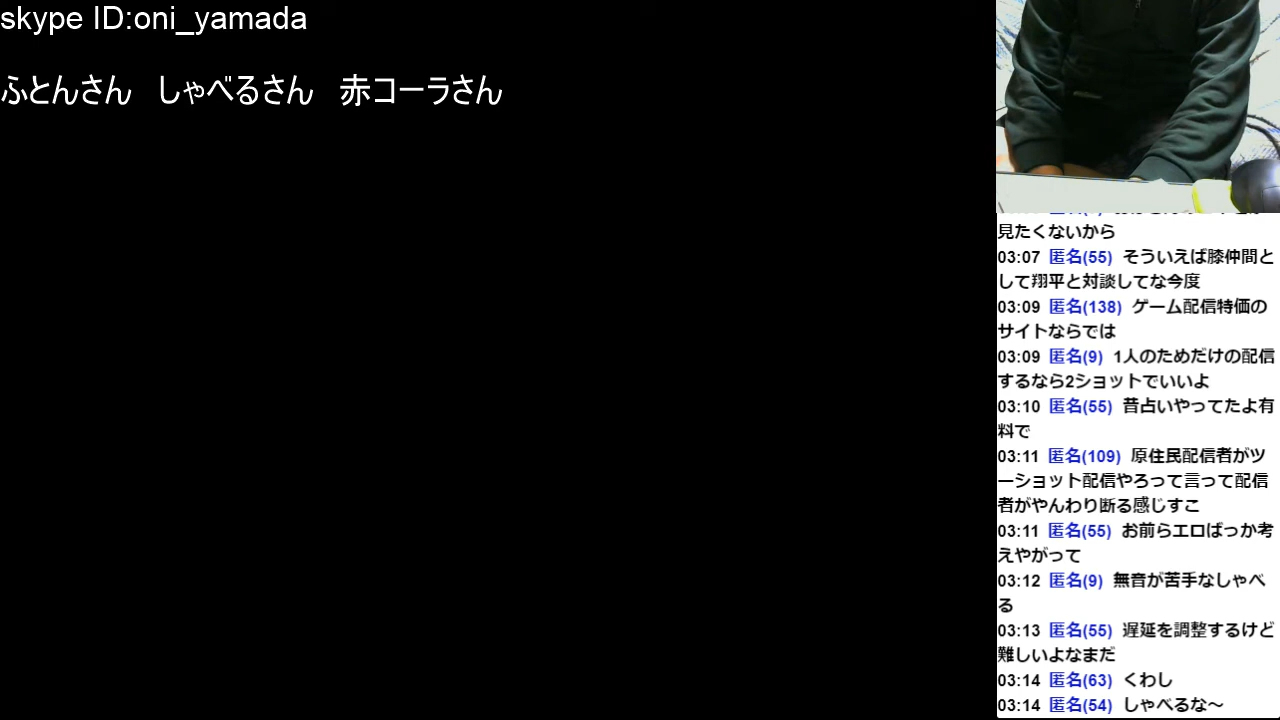 skype ID:oni_yamada
ふとんさん　しゃべるさん　赤コーラさん
見たくないから
03:07 匿名(55) そういえば膝仲間と
して翔平と対談してな今度
03:09 匿名(138) ゲーム配信特価の
サイトならでは
03:09 匿名(9) 1人のためだけの配信
するなら2ショットでいいよ
03:10 匿名(55) 昔占いやってたよ有
料で
03:11 匿名(109) 原住民配信者がツ
ーショット配信やろって言って配信
者がやんわり断る感じすこ
03:11 匿名(55) お前らエロばっか考
えやがって
03:12 匿名(9) 無音が苦手なしゃべ
る
03:13 匿名(55) 遅延を調整するけど
難しいよなまだ
03:14 匿名(63) くわし
03:14 匿名(54) しゃべるな～